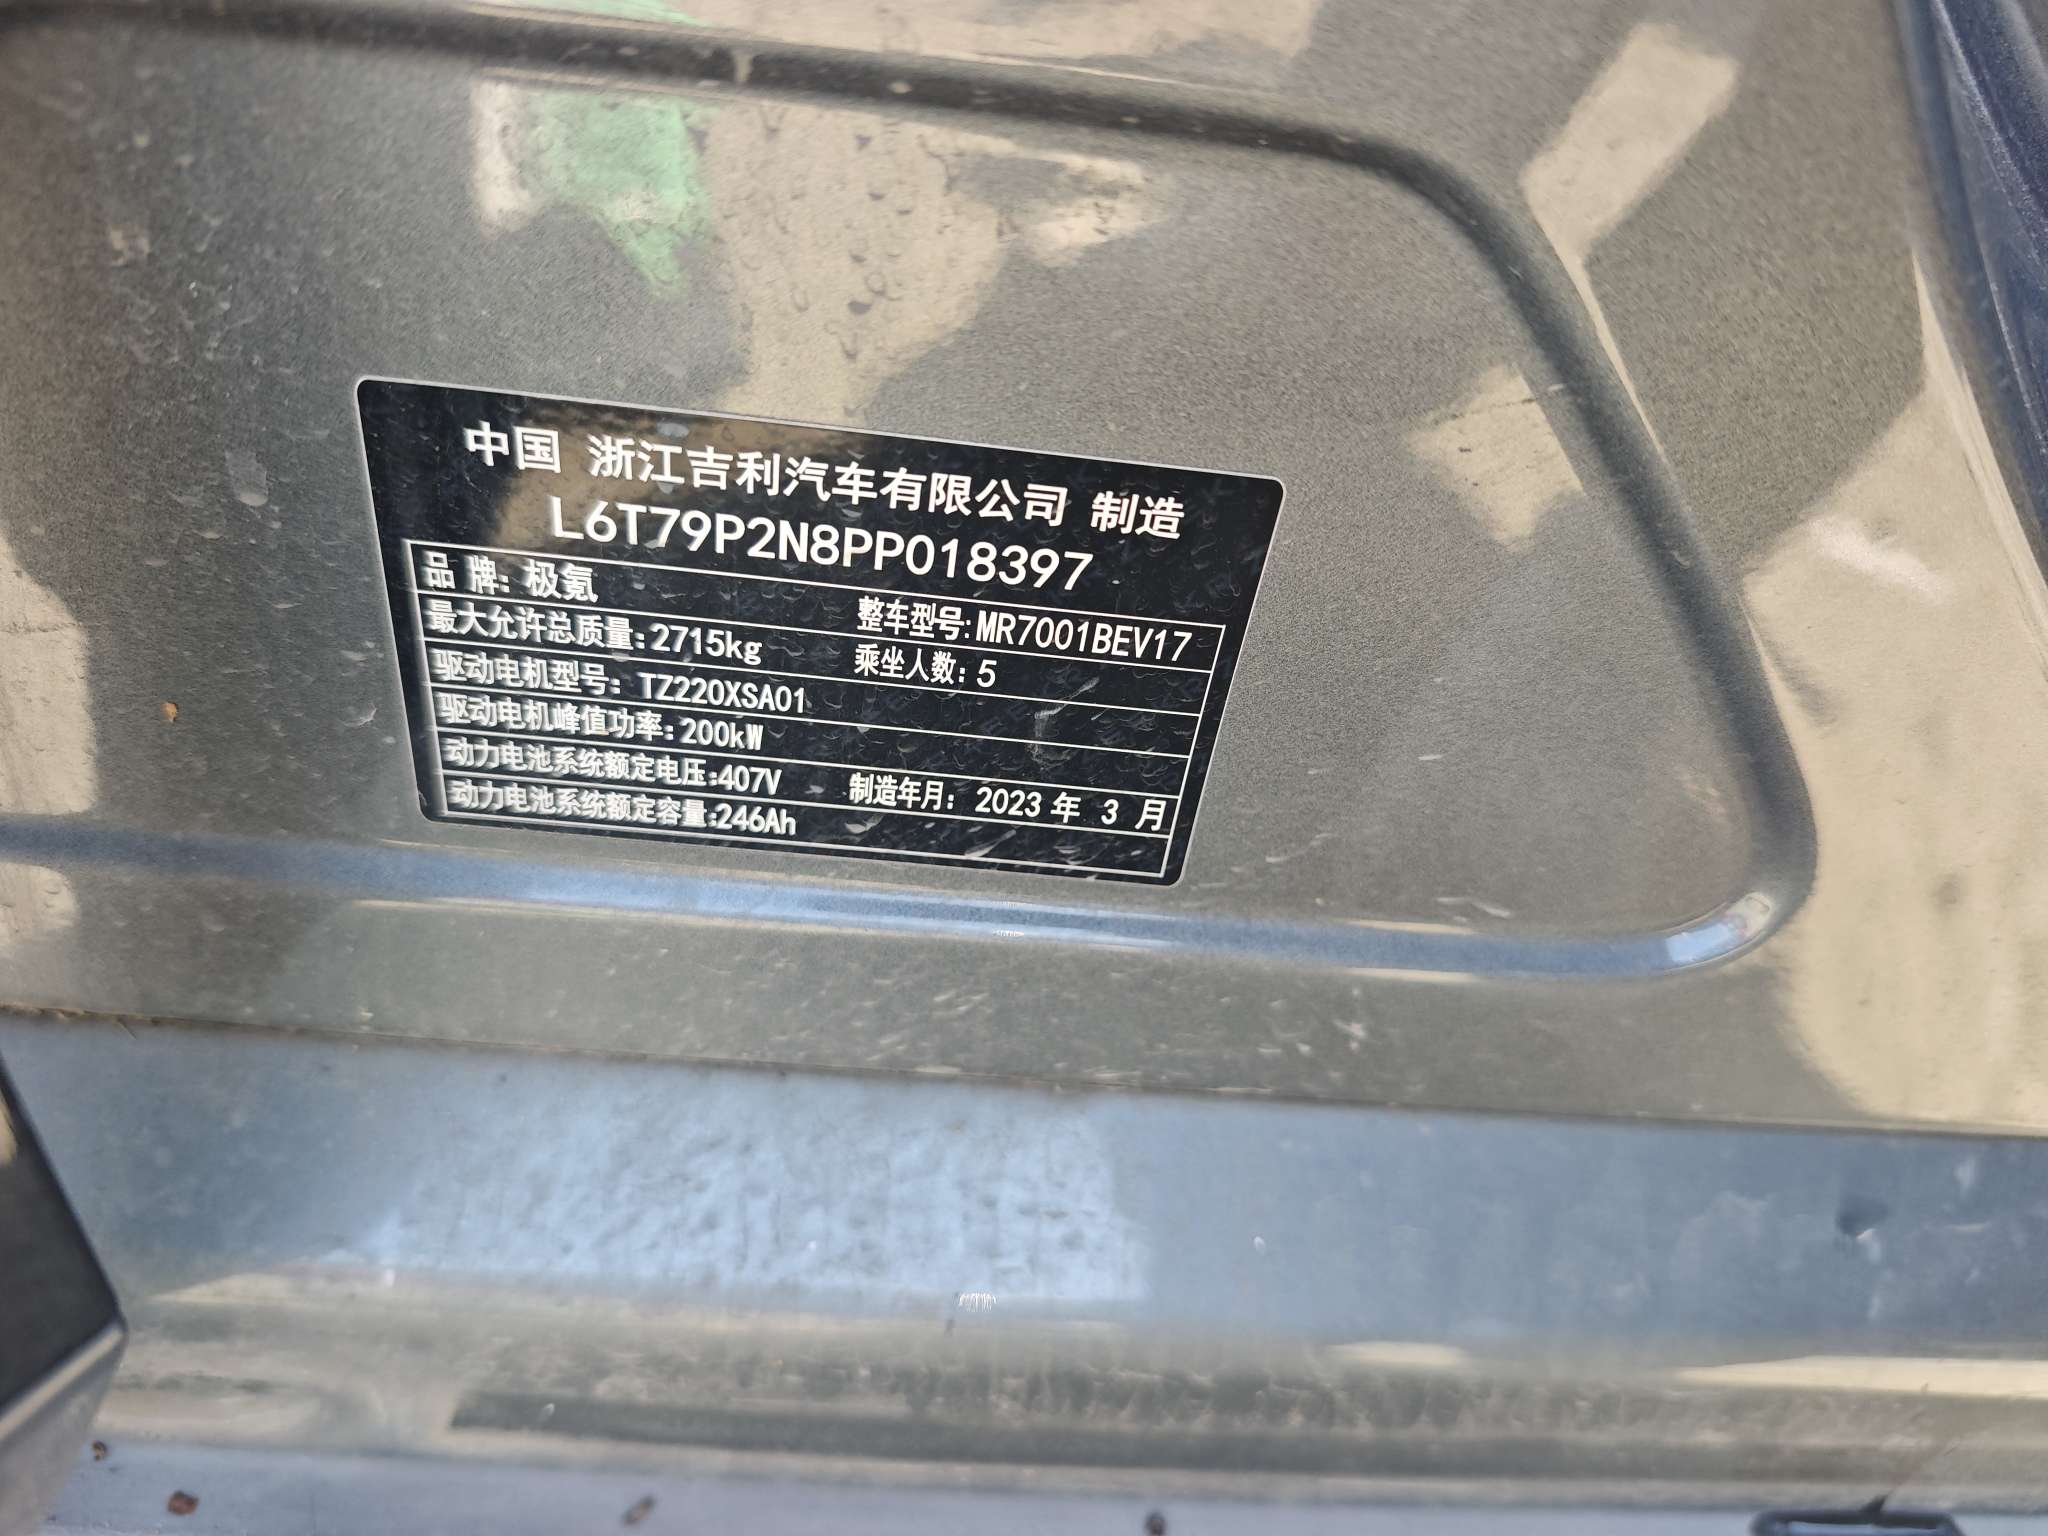 中国 浙江吉利汽车有限公司 制造
L6T79P2N8PP018397
品 牌: 极氪 整车型号: MR7001BEV17
最大允许总质量: 2715kg 乘坐人数: 5
驱动电机型号: TZ220XSA01
驱动电机峰值功率: 200kW
动力电池系统额定电压: 407V 制造年月: 2023 年 3 月
动力电池系统额定容量: 246Ah